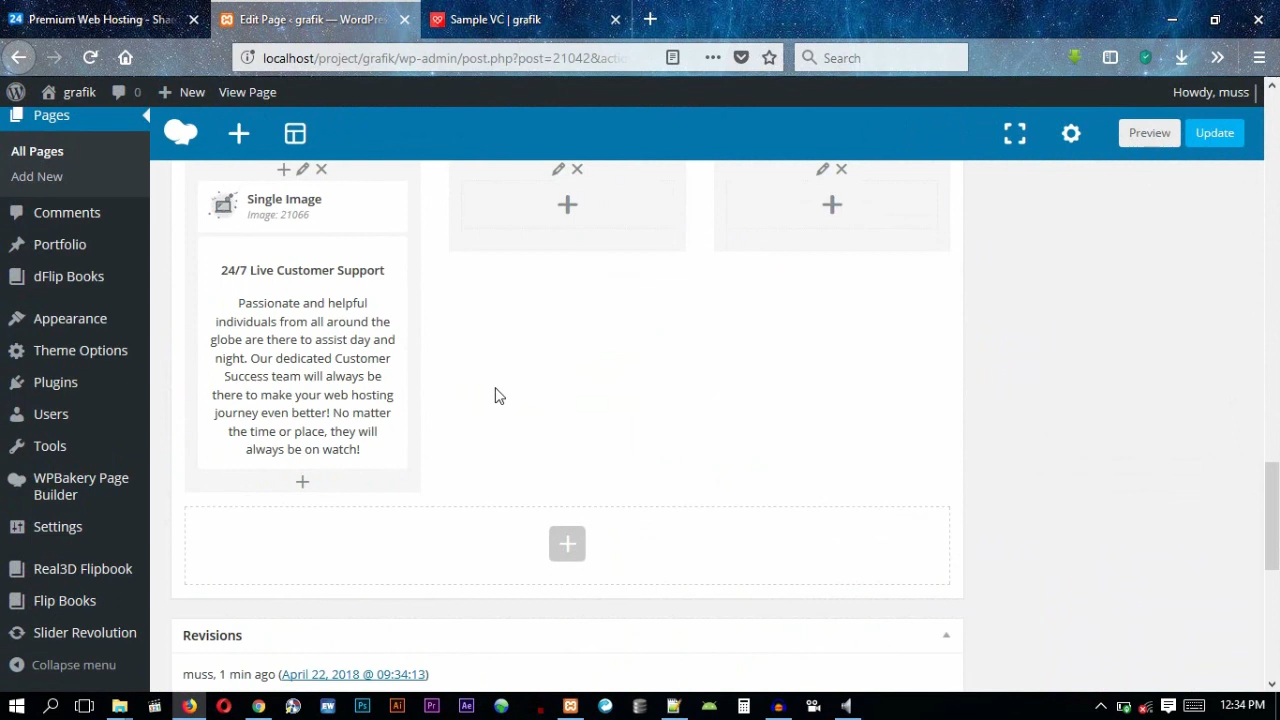 24 Premium Web Hosting - Sha
Edit Page ‹ grafik — WordPre
Sample VC | grafik
localhost/project/grafik/wp-admin/post.php?post=21042&acti
Search
grafik
0
New
View Page
Howdy, muss
Pages
All Pages
Add New
Comments
Portfolio
dFlip Books
Appearance
Theme Options
Plugins
Users
Tools
WPBakery Page
Builder
Settings
Real3D Flipbook
Flip Books
Slider Revolution
Collapse menu
Preview
Update
Single Image
Image: 21066
24/7 Live Customer Support
Passionate and helpful
individuals from all around the
globe are there to assist day and
night. Our dedicated Customer
Success team will always be
there to make your web hosting
journey even better! No matter
the time or place, they will
always be on watch!
Revisions
muss, 1 min ago (April 22, 2018 @ 09:34:13)
EW
Ps
Ai
Pr
Ae
12:34 PM